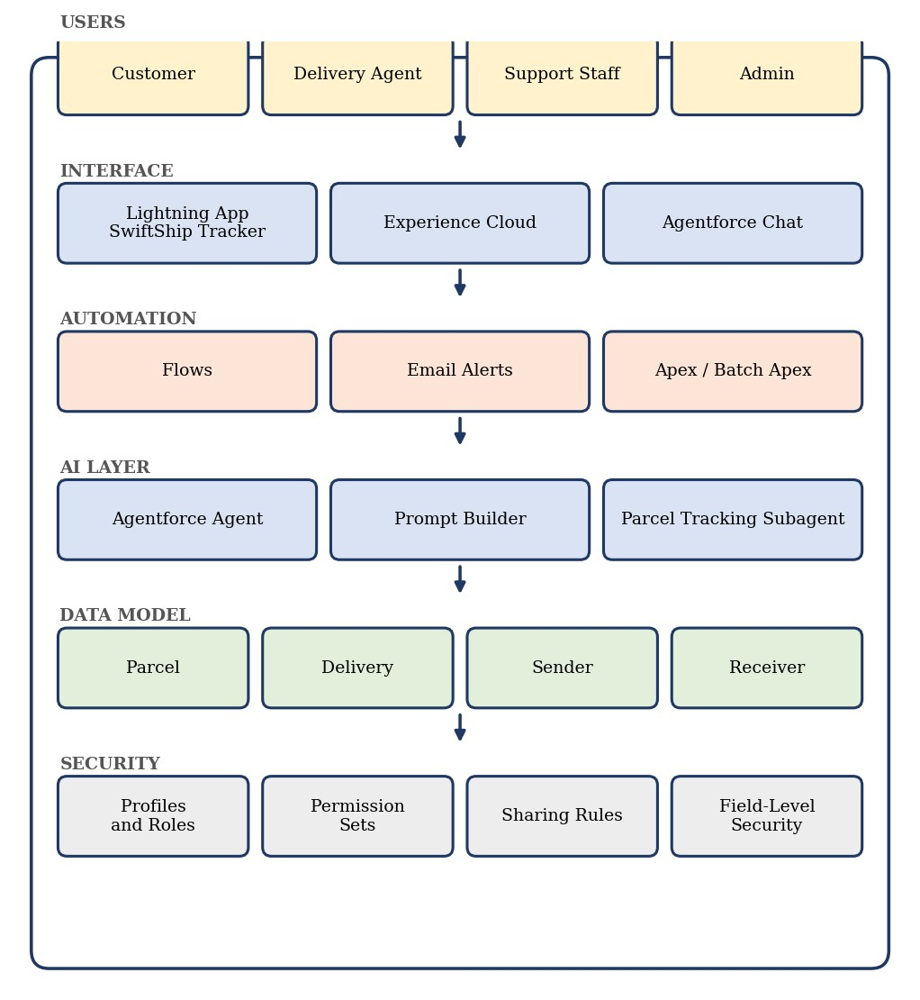 USERS
Customer
Delivery Agent
Support Staff
Admin
INTERFACE
Lightning App
SwiftShip Tracker
Experience Cloud
Agentforce Chat
AUTOMATION
Flows
Email Alerts
Apex / Batch Apex
AI LAYER
Agentforce Agent
Prompt Builder
Parcel Tracking Subagent
DATA MODEL
Parcel
Delivery
Sender
Receiver
SECURITY
Profiles
and Roles
Permission
Sets
Sharing Rules
Field-Level
Security